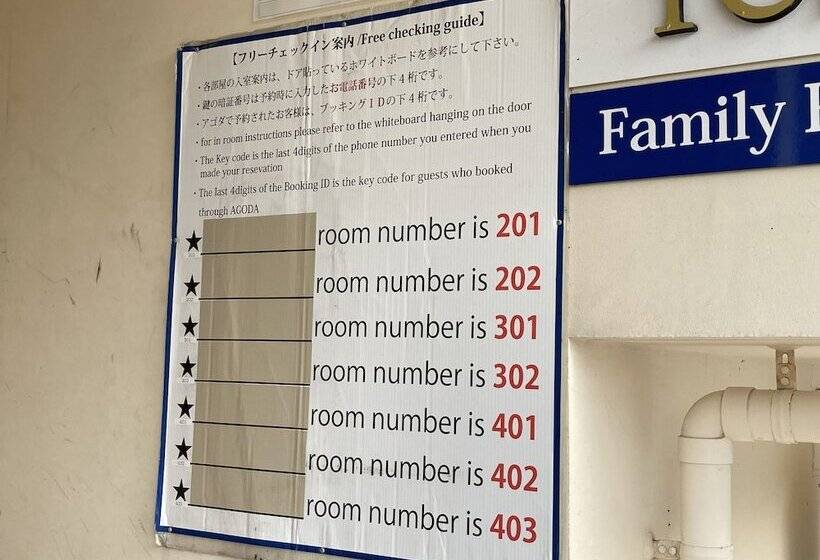 【フリーチェックイン案内 /Free checking guide】
・各部屋の入室案内は、ドア貼っているホワイトボードを参考にして下さい。
・鍵の暗証番号は予約時に入力したお電話番号の下4桁です。
・アゴダで予約されたお客様は、ブッキングIDの下4桁です。
・for in room instructions please refer to the whiteboard hanging on the door
・The Key code is the last 4digits of the phone number you entered when you
made your resevation
・The last 4digits of the Booking ID is the key code for guests who booked
through AGODA
★ room number is 201
★ room number is 202
★ room number is 301
★ room number is 302
★ room number is 401
★ room number is 402
★ room number is 403
Family